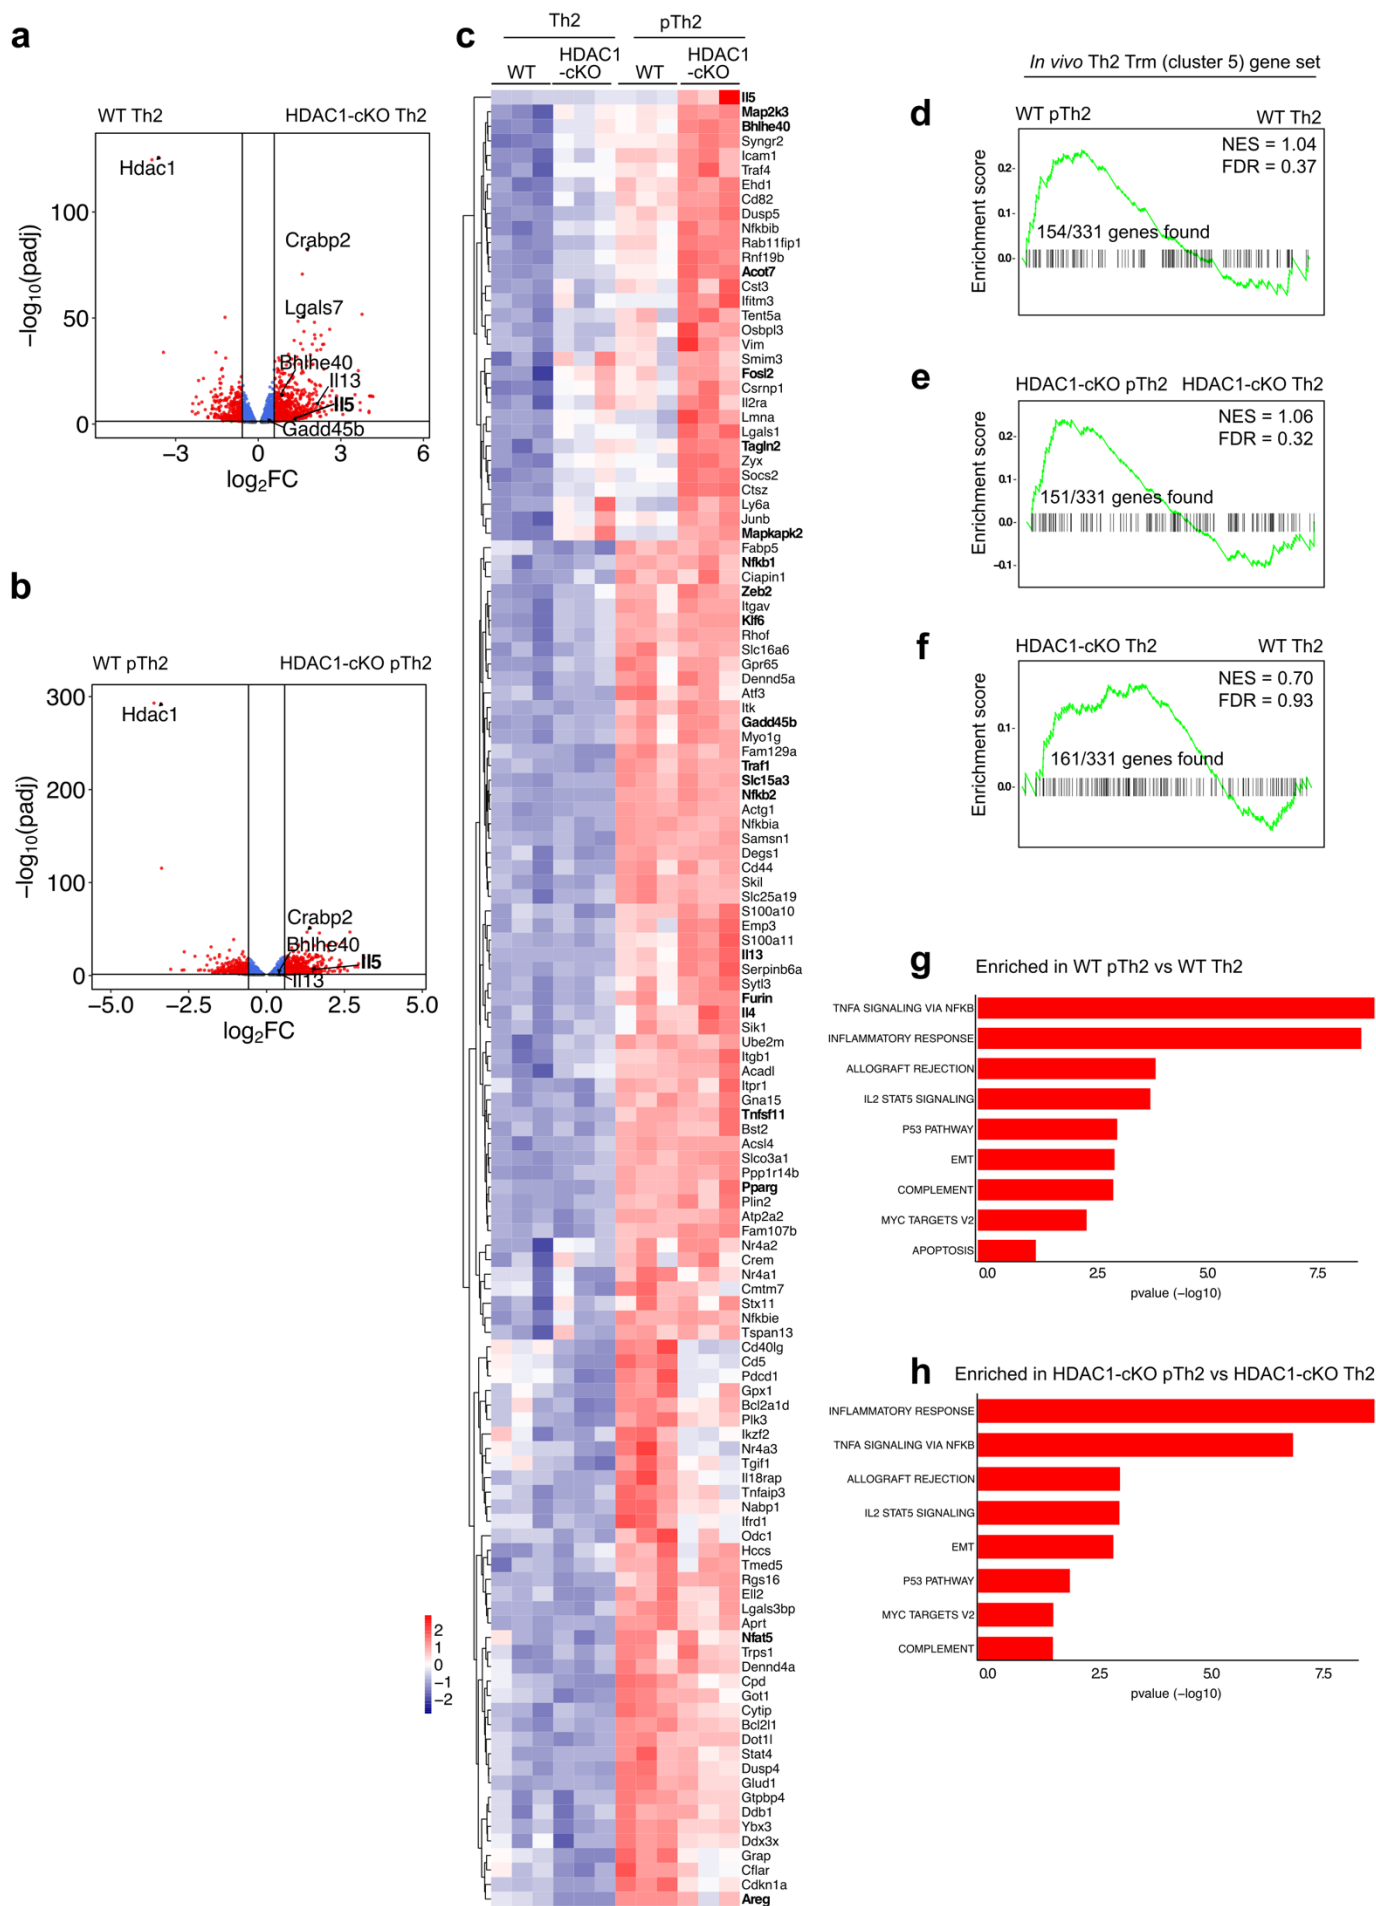 a
WT Th2
HDAC1-cKO Th2
Hdac1
Crabp2
Lgals7
Bhlhe40
Il13
Il5
Gadd45b
100
50
0
−log10(padj)
−3
0
3
6
log2FC
b
WT pTh2
HDAC1-cKO pTh2
Hdac1
Crabp2
Bhlhe40
Il5
Il13
300
200
100
0
−log10(padj)
−5.0
−2.5
0.0
2.5
5.0
log2FC
c
Th2
pTh2
WT
HDAC1
-cKO
WT
HDAC1
-cKO
Il5
Map2k3
Bhlhe40
Syngr2
Icam1
Traf4
Ehd1
Cd82
Dusp5
Nfkbib
Rab11fip1
Rnf19b
Acot7
Cst3
Ifitm3
Tent5a
Osbpl3
Vim
Smim3
Fosl2
Csrnp1
Il2ra
Lmna
Lgals1
Tagln2
Zyx
Socs2
Ctsz
Ly6a
Junb
Mapkapk2
Fabp5
Nfkb1
Ciapin1
Zeb2
Itgav
Klf6
Rhof
Slc16a6
Gpr65
Dennd5a
Atf3
Itk
Gadd45b
Myo1g
Fam129a
Traf1
Slc15a3
Nfkb2
Actg1
Nfkbia
Samsn1
Degs1
Cd44
Skil
Slc25a19
S100a10
Emp3
S100a11
Il13
Serpinb6a
Sytl3
Furin
Il4
Sik1
Ube2m
Itgb1
Acadl
Itpr1
Gna15
Tnfsf11
Bst2
Acsl4
Slco3a1
Ppp1r14b
Pparg
Plin2
Atp2a2
Fam107b
Nr4a2
Crem
Nr4a1
Cmtm7
Stx11
Nfkbie
Tspan13
Cd40lg
Cd5
Pdcd1
Gpx1
Bcl2a1d
Plk3
Ikzf2
Nr4a3
Tgif1
Il18rap
Tnfaip3
Nabp1
Ifrd1
Odc1
Hccs
Tmed5
Rgs16
Ell2
Lgals3bp
Aprt
Nfat5
Trps1
Dennd4a
Cpd
Got1
Cytip
Bcl2l1
Dot1l
Stat4
Dusp4
Glud1
Gtpbp4
Ddb1
Ybx3
Ddx3x
Grap
Cflar
Cdkn1a
Areg
2
1
0
−1
−2
In vivo Th2 Trm (cluster 5) gene set
d
WT pTh2
WT Th2
NES = 1.04
FDR = 0.37
154/331 genes found
Enrichment score
0.2
0.1
0.0
e
HDAC1-cKO pTh2
HDAC1-cKO Th2
NES = 1.06
FDR = 0.32
151/331 genes found
Enrichment score
0.2
0.0
−0.1
f
HDAC1-cKO Th2
WT Th2
NES = 0.70
FDR = 0.93
161/331 genes found
Enrichment score
0.1
0.0
g
Enriched in WT pTh2 vs WT Th2
TNFA SIGNALING VIA NFKB
INFLAMMATORY RESPONSE
ALLOGRAFT REJECTION
IL2 STAT5 SIGNALING
P53 PATHWAY
EMT
COMPLEMENT
MYC TARGETS V2
APOPTOSIS
0.0
2.5
5.0
7.5
pvalue (−log10)
h
Enriched in HDAC1-cKO pTh2 vs HDAC1-cKO Th2
INFLAMMATORY RESPONSE
TNFA SIGNALING VIA NFKB
ALLOGRAFT REJECTION
IL2 STAT5 SIGNALING
EMT
P53 PATHWAY
MYC TARGETS V2
COMPLEMENT
0.0
2.5
5.0
7.5
pvalue (−log10)